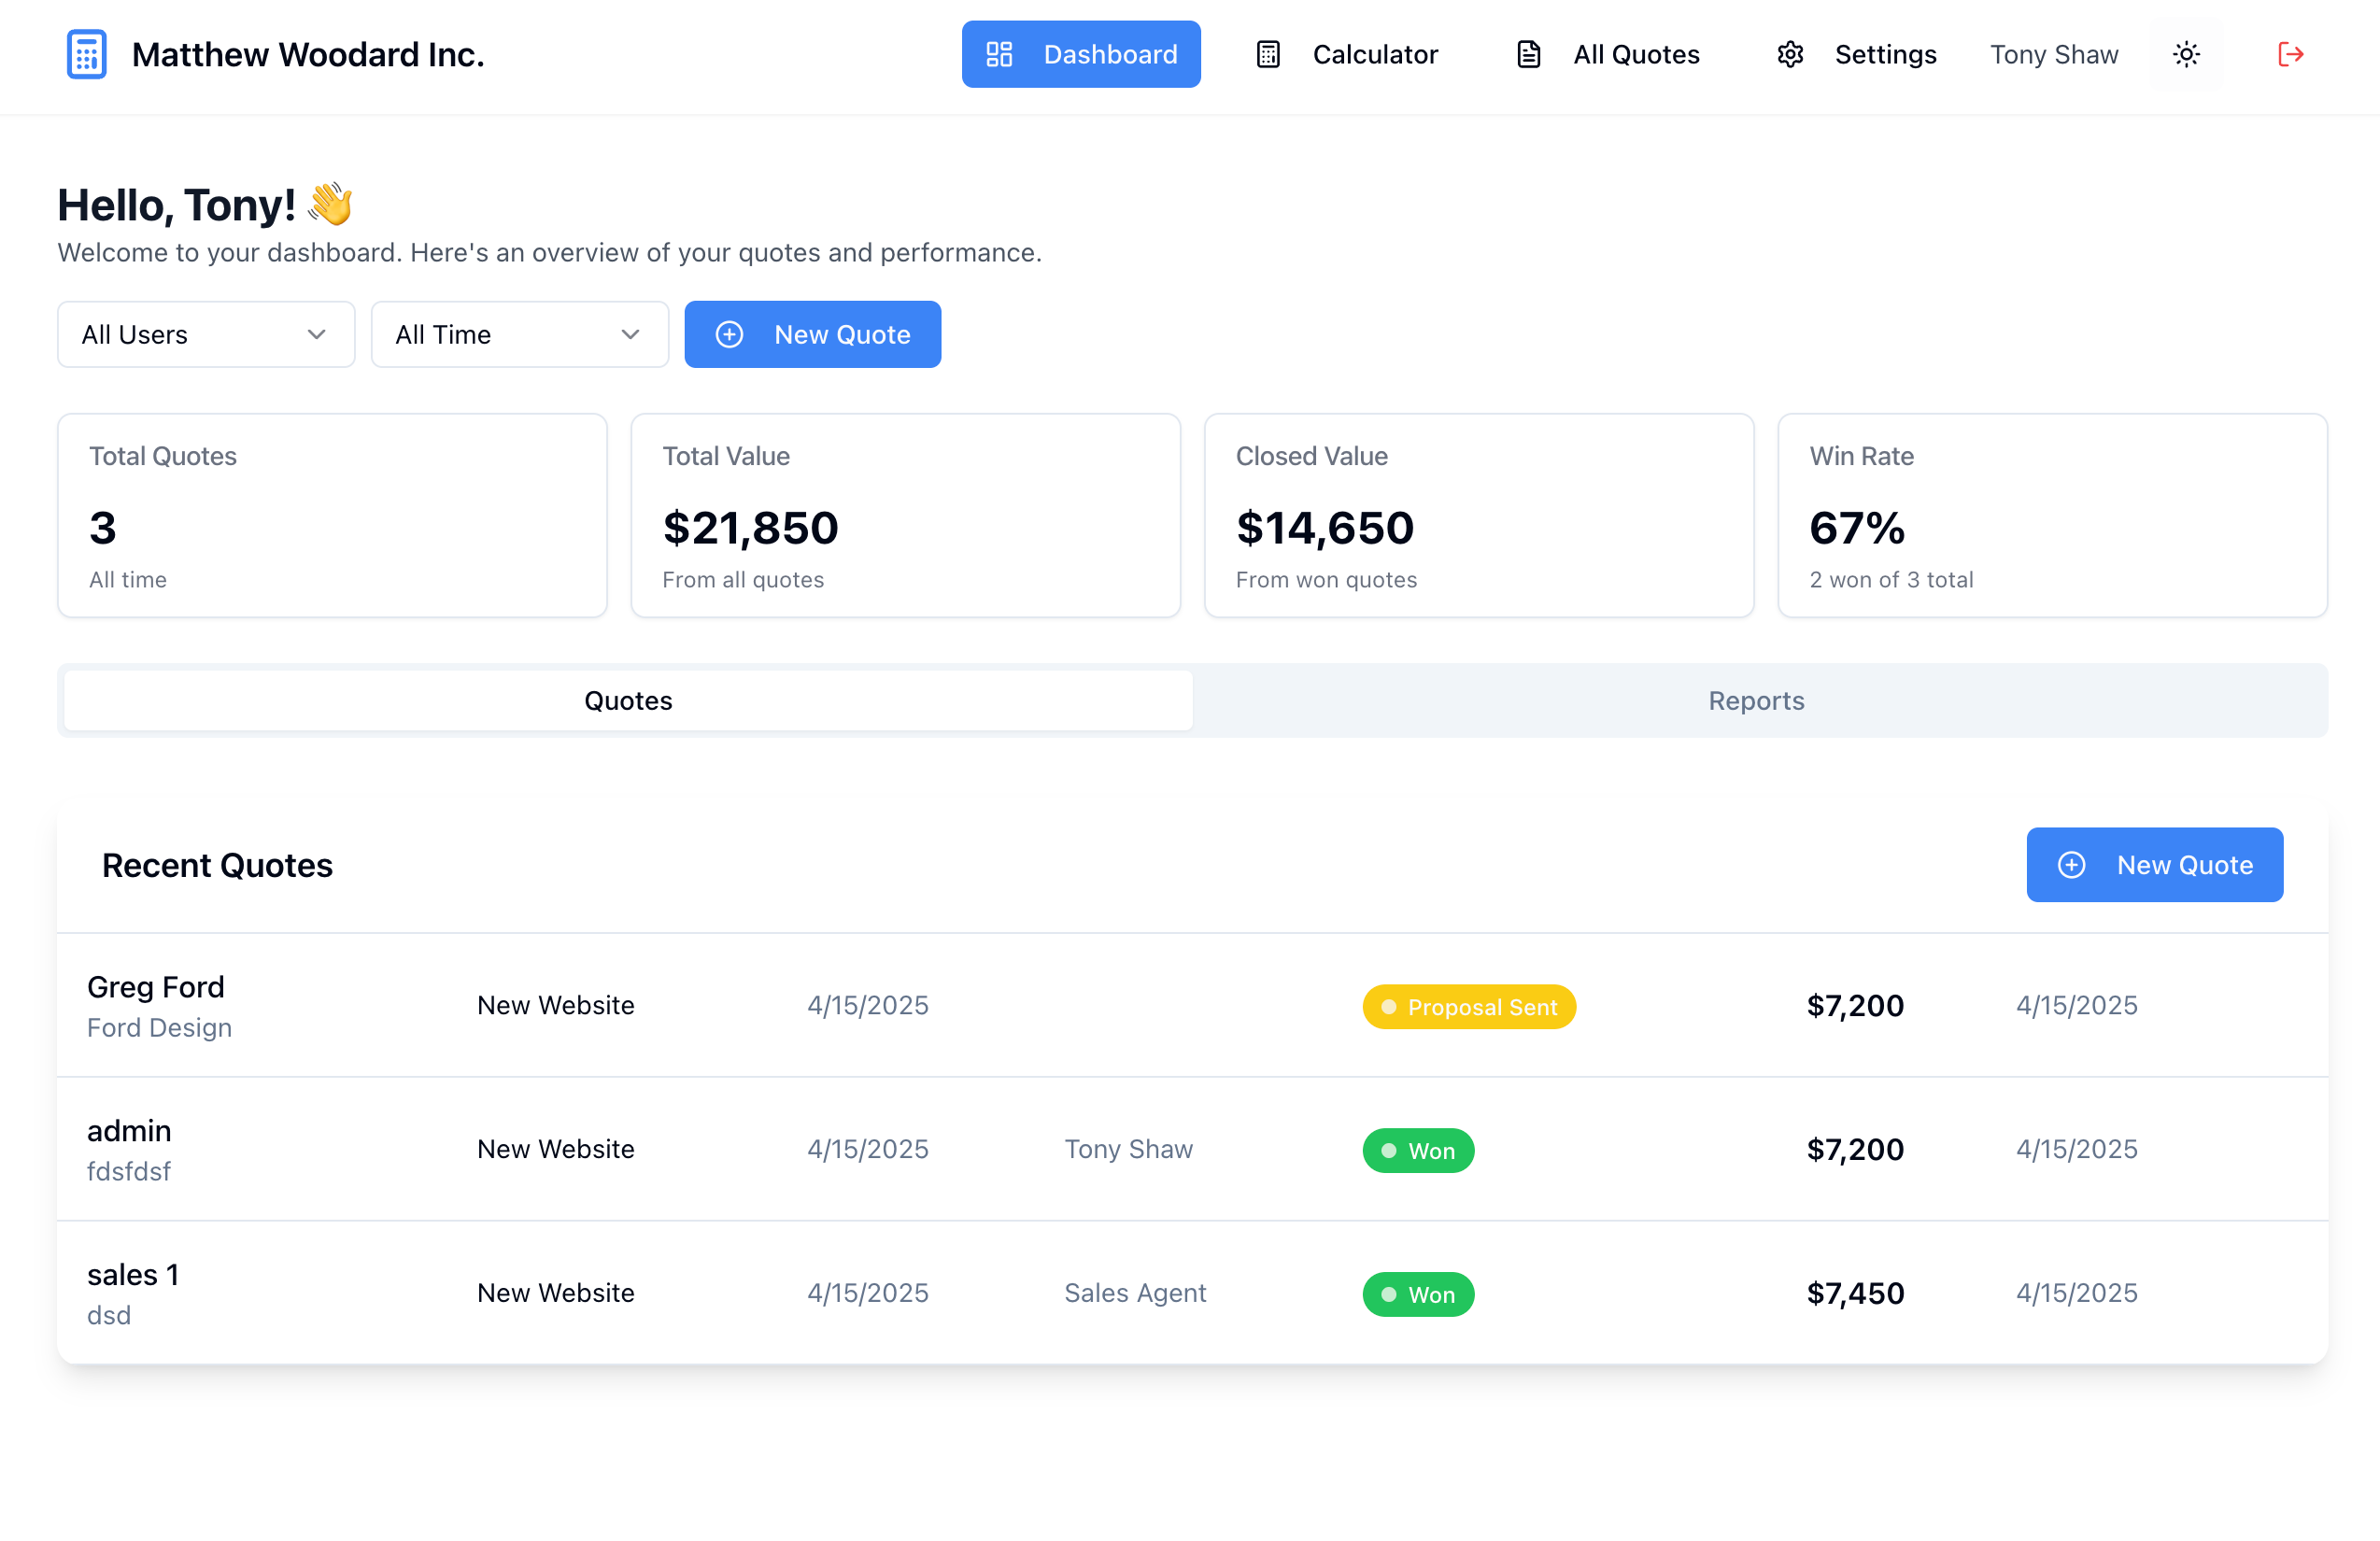 Matthew Woodard Inc.
Dashboard
Calculator
All Quotes
Settings
Tony Shaw
Hello, Tony! 👋
Welcome to your dashboard. Here's an overview of your quotes and performance.
All Users
All Time
New Quote
Total Quotes
3
All time
Total Value
$21,850
From all quotes
Closed Value
$14,650
From won quotes
Win Rate
67%
2 won of 3 total
Quotes
Reports
Recent Quotes
New Quote
Greg Ford
Ford Design
New Website
4/15/2025
Proposal Sent
$7,200
4/15/2025
admin
fdsfdsf
New Website
4/15/2025
Tony Shaw
Won
$7,200
4/15/2025
sales 1
dsd
New Website
4/15/2025
Sales Agent
Won
$7,450
4/15/2025